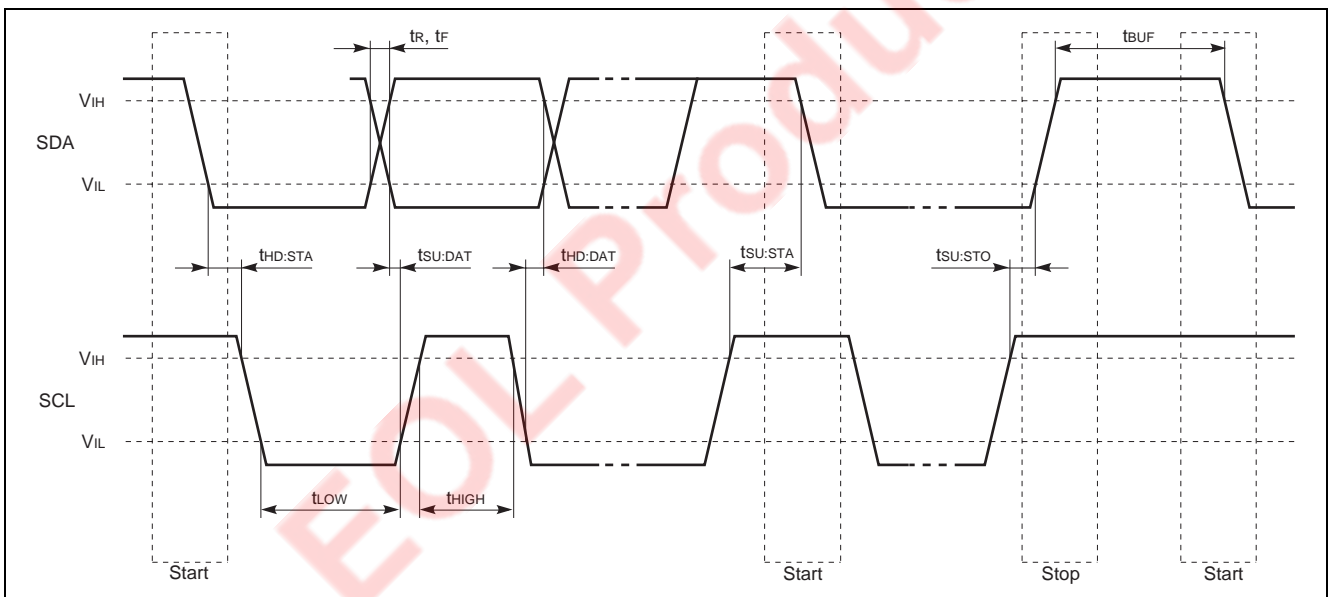 tR, tF
tBUF
VIH
SDA
VIL
tHD:STA
tSU:DAT
tHD:DAT
tSU:STA
tSU:STO
VIH
SCL
VIL
tLOW
tHIGH
Start
Start
Stop
Start
EOL Produc